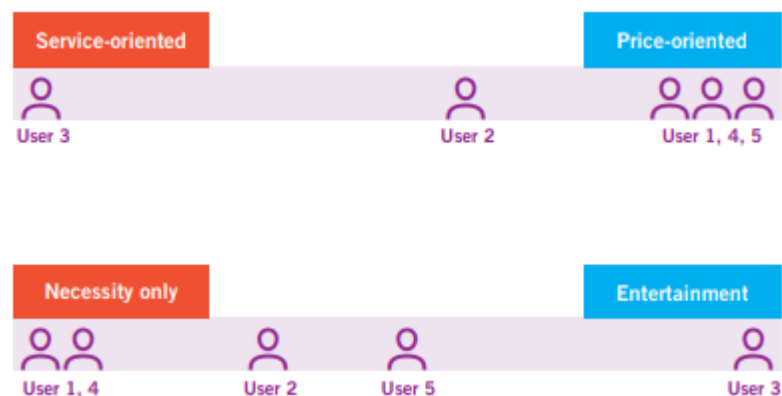 Service-oriented
Price-oriented
User 3
User 2
User 1, 4, 5
Necessity only
Entertainment
User 1, 4
User 2
User 5
User 3